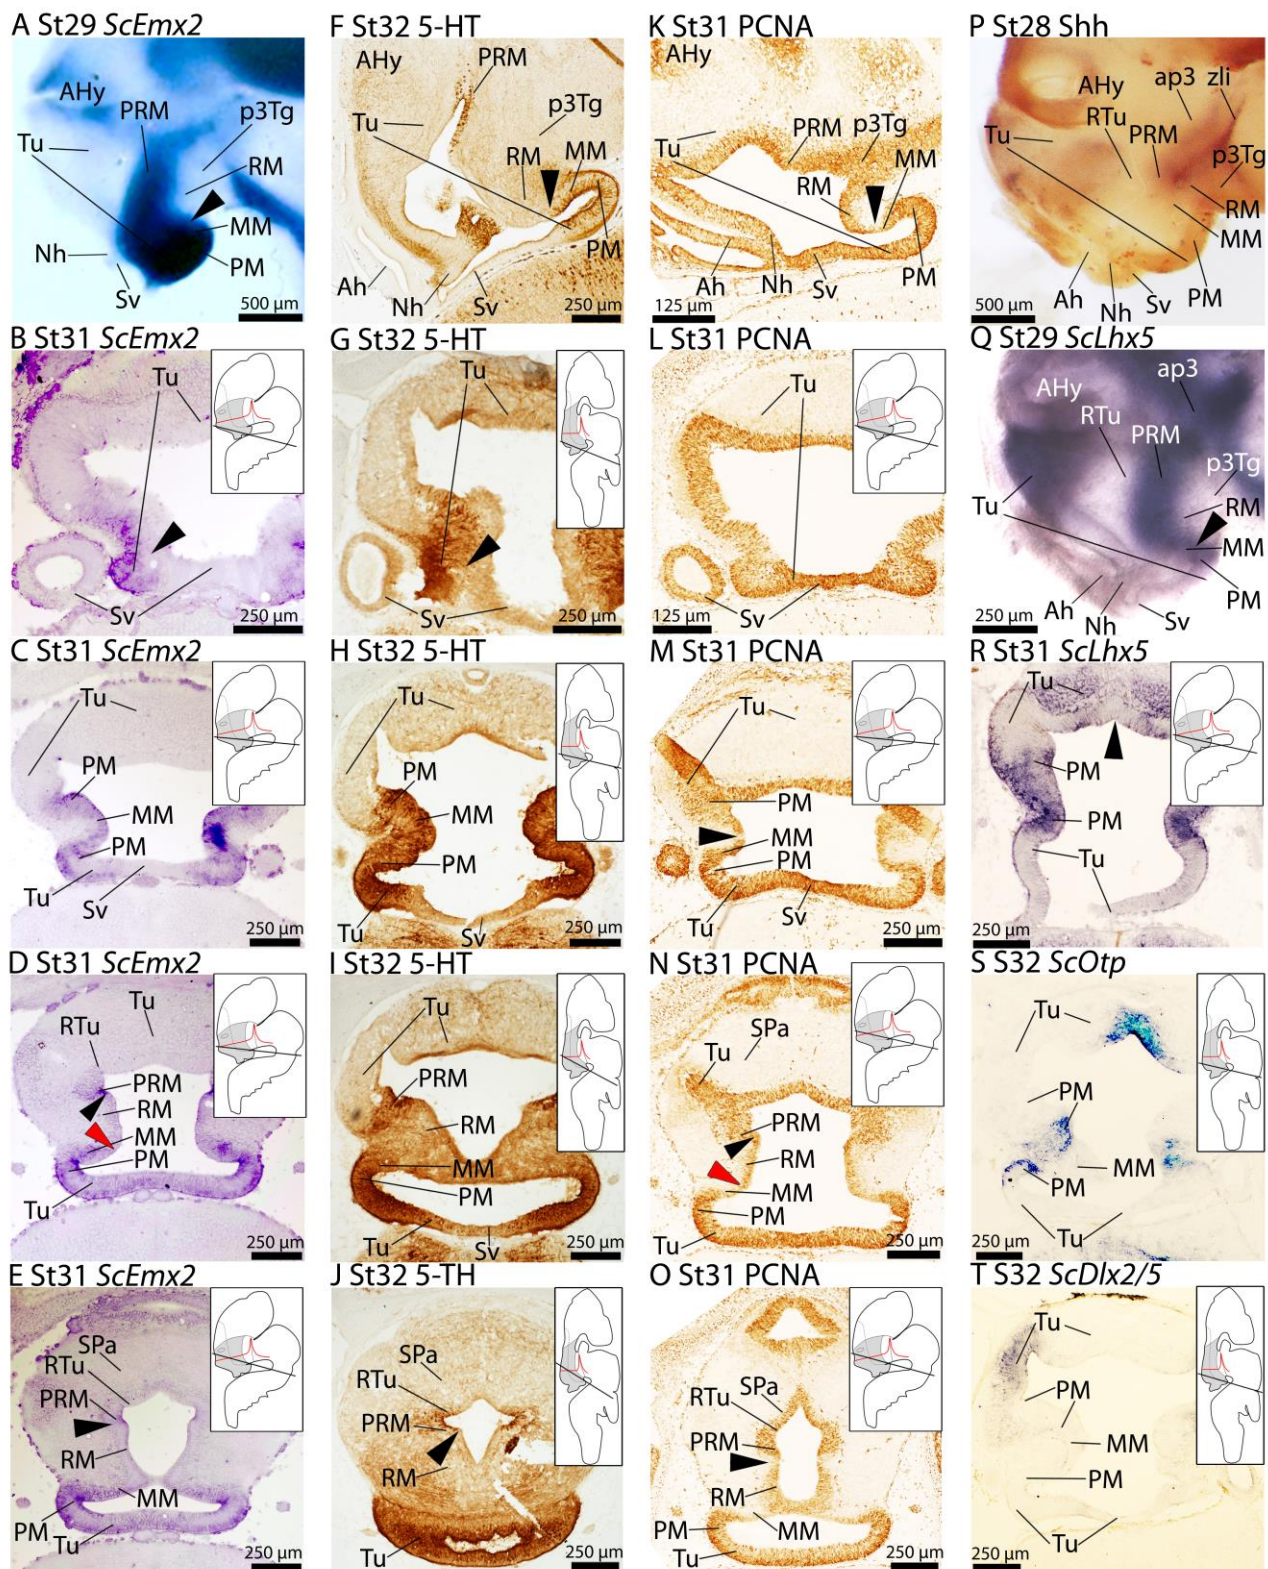 A St29 ScEmx2
AHy
PRM
p3Tg
Tu
RM
MM
Nh
PM
Sv
500 µm
B St31 ScEmx2
Tu
Sv
250 µm
C St31 ScEmx2
Tu
PM
MM
PM
Tu
Sv
250 µm
D St31 ScEmx2
Tu
RTu
PRM
RM
MM
PM
Tu
250 µm
E St31 ScEmx2
SPa
RTu
PRM
RM
MM
PM
Tu
250 µm
F St32 5-HT
AHy
PRM
Tu
p3Tg
RM
MM
PM
Ah
Nh
Sv
250 µm
G St32 5-HT
Tu
Sv
250 µm
H St32 5-HT
Tu
PM
MM
PM
Tu
Sv
250 µm
I St32 5-HT
Tu
PRM
RM
MM
PM
Tu
Sv
250 µm
J St32 5-TH
SPa
RTu
PRM
RM
Tu
250 µm
K St31 PCNA
AHy
PRM
p3Tg
Tu
MM
RM
PM
Ah
Nh
Sv
125 µm
L St31 PCNA
Tu
Sv
125 µm
M St31 PCNA
Tu
PM
MM
PM
Tu
Sv
250 µm
N St31 PCNA
SPa
Tu
PRM
RM
MM
PM
Tu
250 µm
O St31 PCNA
SPa
RTu
PRM
RM
PM
MM
Tu
250 µm
P St28 Shh
ap3 zli
AHy
RTu
Tu
PRM
p3Tg
RM
MM
Ah
Nh
Sv
PM
500 µm
Q St29 ScLhx5
ap3
AHy
RTu
PRM
p3Tg
Tu
RM
MM
PM
Ah
Nh
Sv
250 µm
R St31 ScLhx5
Tu
PM
PM
Tu
250 µm
S S32 ScOtp
Tu
PM
MM
PM
Tu
250 µm
T S32 ScDlx2/5
Tu
PM
MM
PM
Tu
250 µm